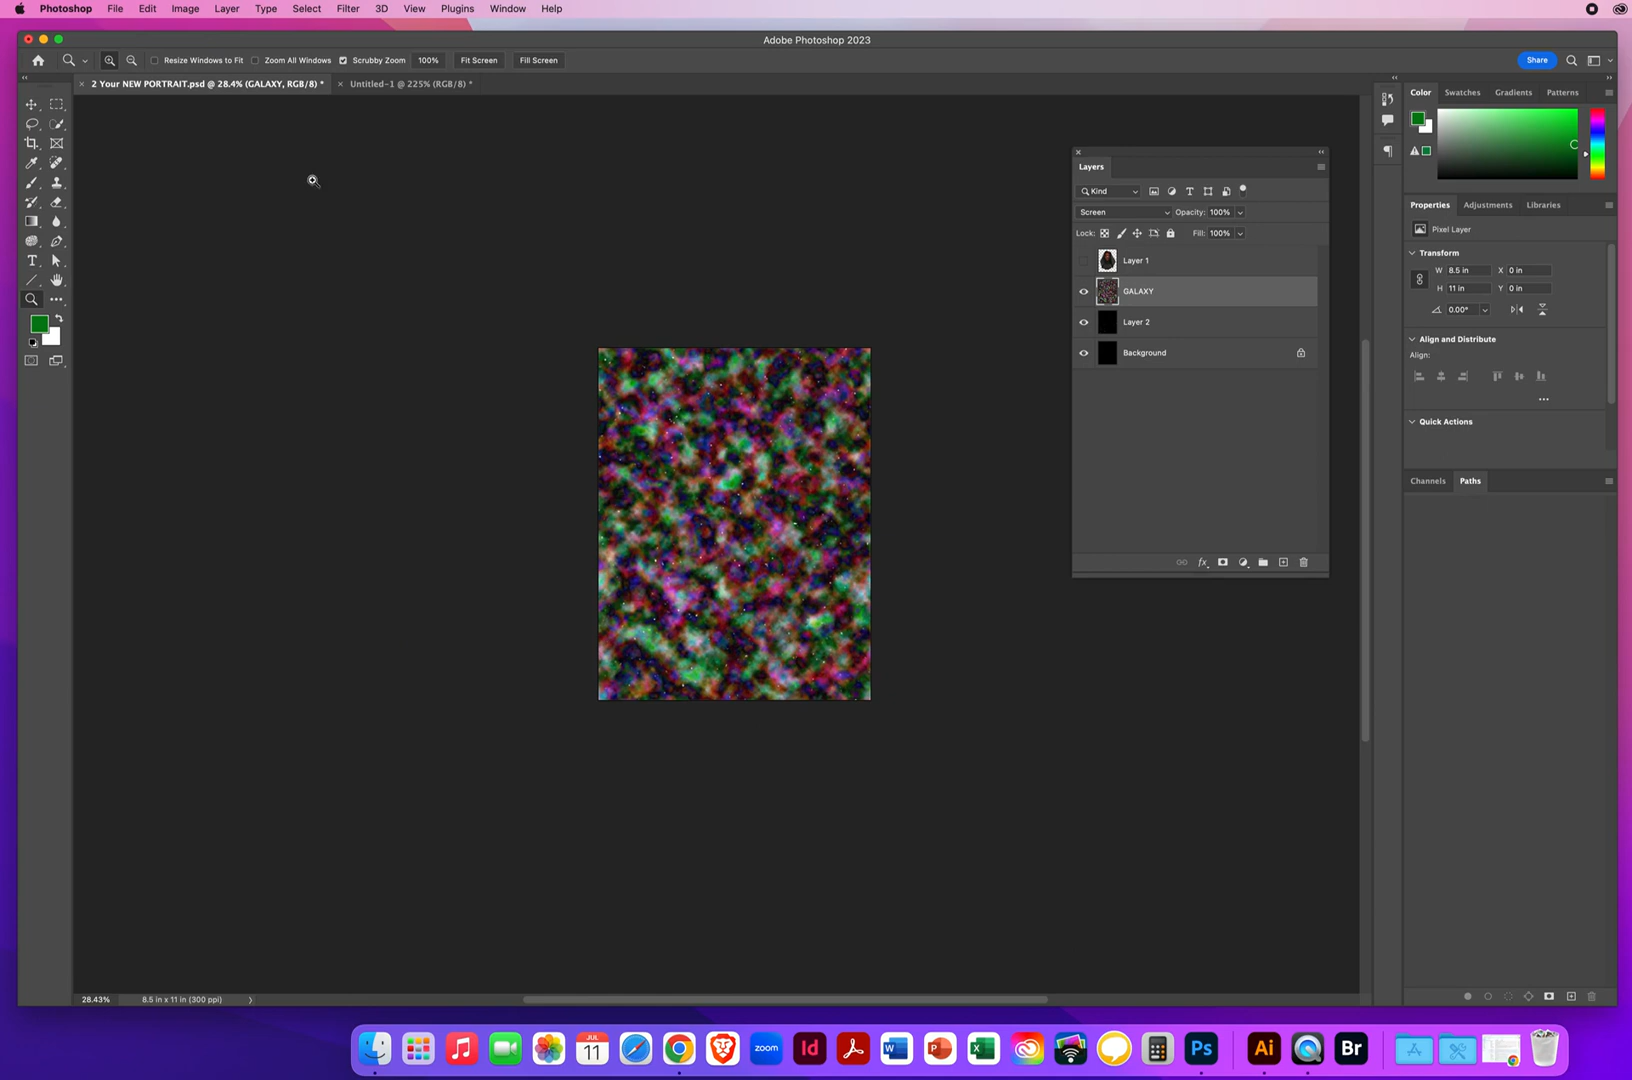 Photoshop File Edit Image Layer Type Select Filter 3D View Plugins Window Help
Adobe Photoshop 2023
Resize Windows to Fit Zoom All Windows Scrubby Zoom 100% Fit Screen Fill Screen Share
2 Your NEW PORTRAIT.psd @ 28.4% (GALAXY, RGB/8) * Untitled-1 @ 225% (RGB/8) *
Color Swatches Gradients Patterns
Layers
Kind
Screen Opacity: 100%
Lock: Fill: 100%
Layer 1
GALAXY
Layer 2
Background
Properties Adjustments Libraries
Pixel Layer
Transform
W 8.5 in X 0 in
H 11 in Y 0 in
0.00°
Align and Distribute
Align:
Quick Actions
Channels Paths
28.43% 8.5 in x 11 in (300 ppi)
JUL
11
zoom
Id
W
P
X
Ps
Ai
Br